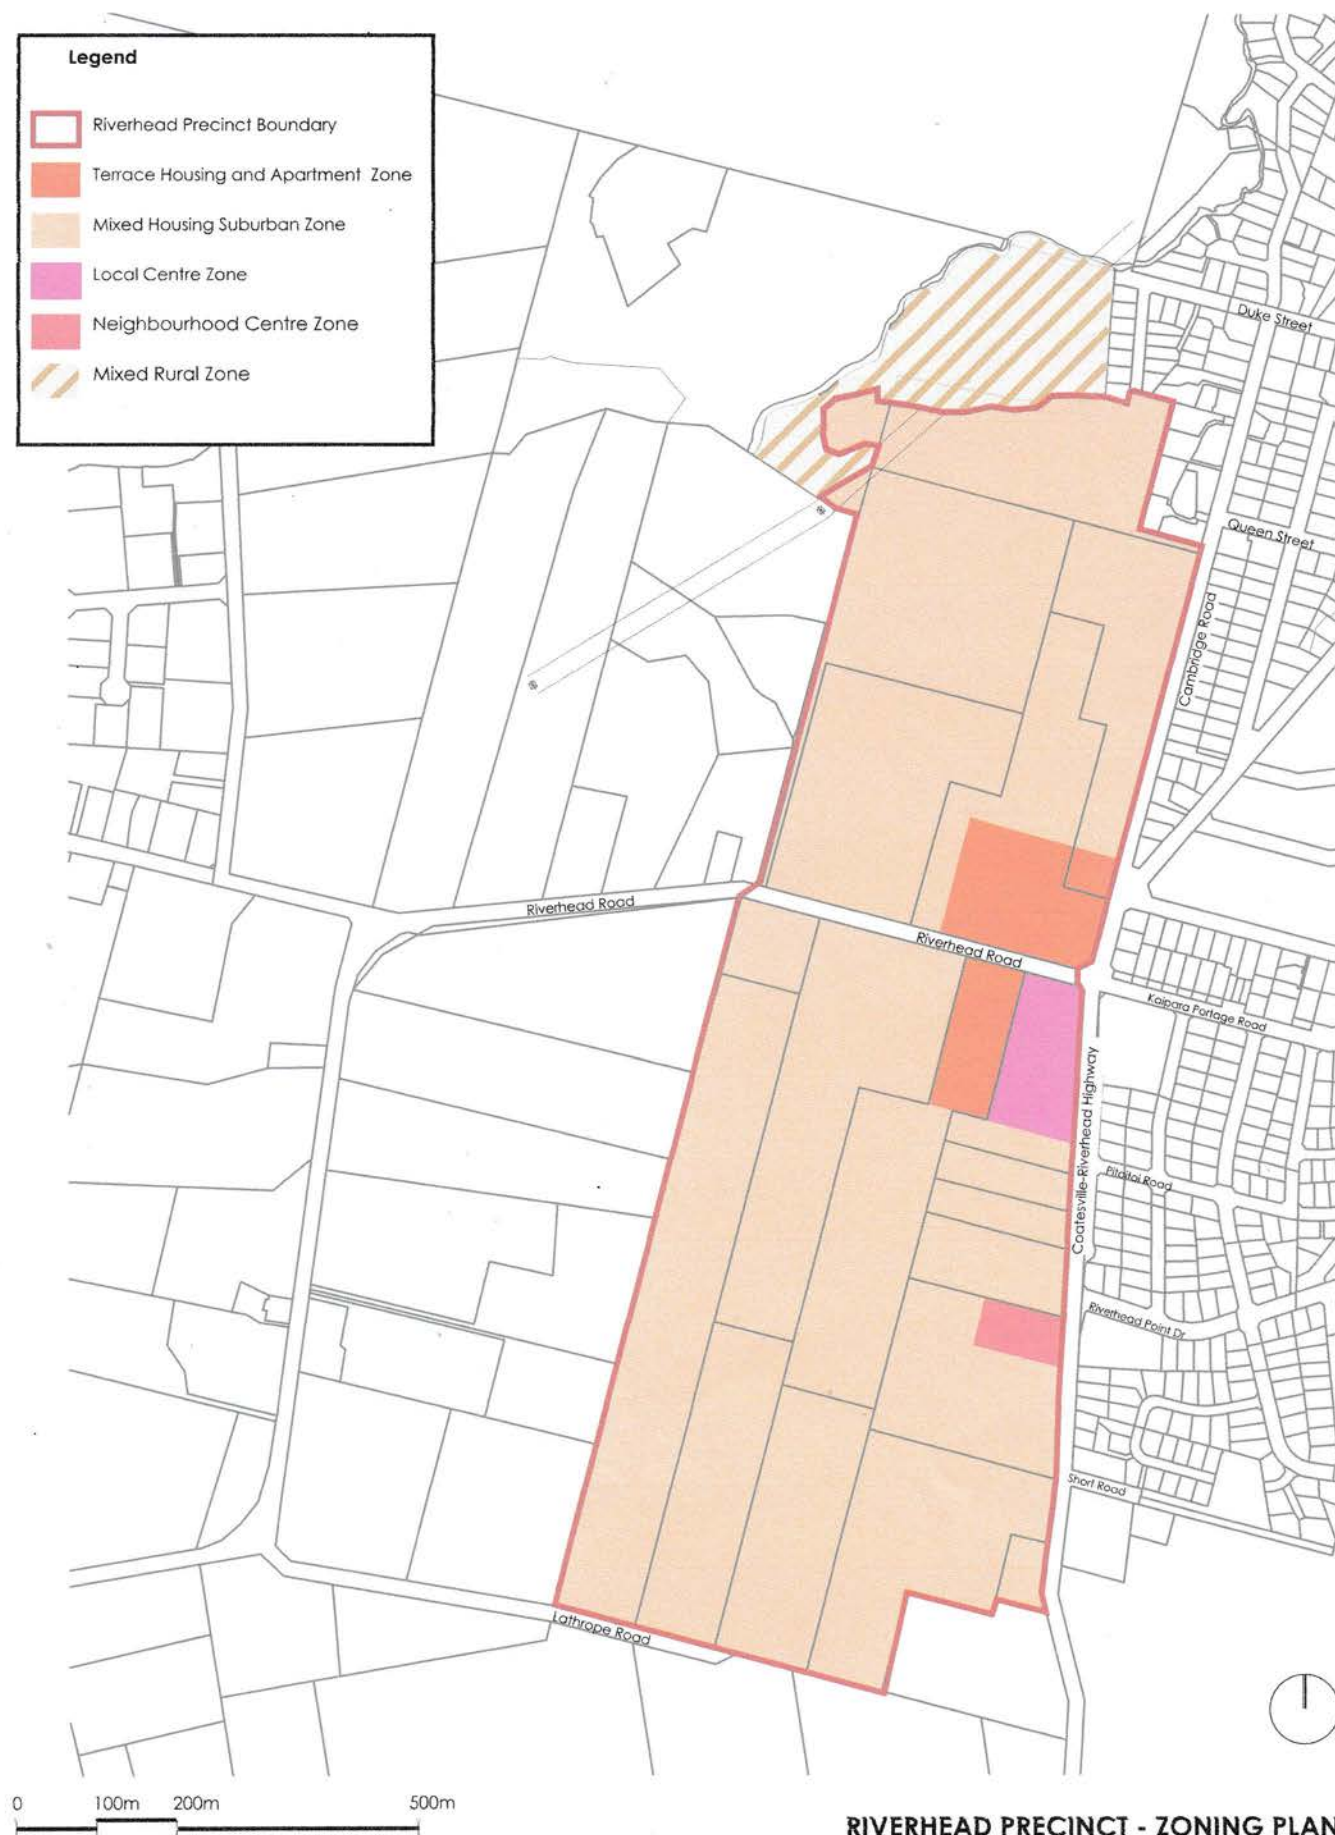 Legend
Riverhead Precinct Boundary
Terrace Housing and Apartment Zone
Mixed Housing Suburban Zone
Local Centre Zone
Neighbourhood Centre Zone
Mixed Rural Zone
Duke Street
Queen Street
Cambridge Road
Riverhead Road
Riverhead Road
Kaipara Portage Road
Coatesville-Riverhead Highway
Pitoitoi Road
Riverhead Point Dr
Short Road
Lathrope Road
0 100m 200m 500m
RIVERHEAD PRECINCT - ZONING PLAN